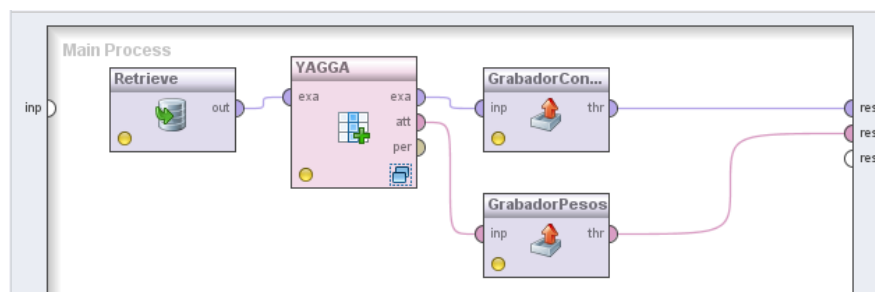 Main Process
Retrieve
out
YAGGA
exa
exa
att
per
GrabadorCon...
inp
thr
GrabadorPesos
inp
thr
inp
res
res
res